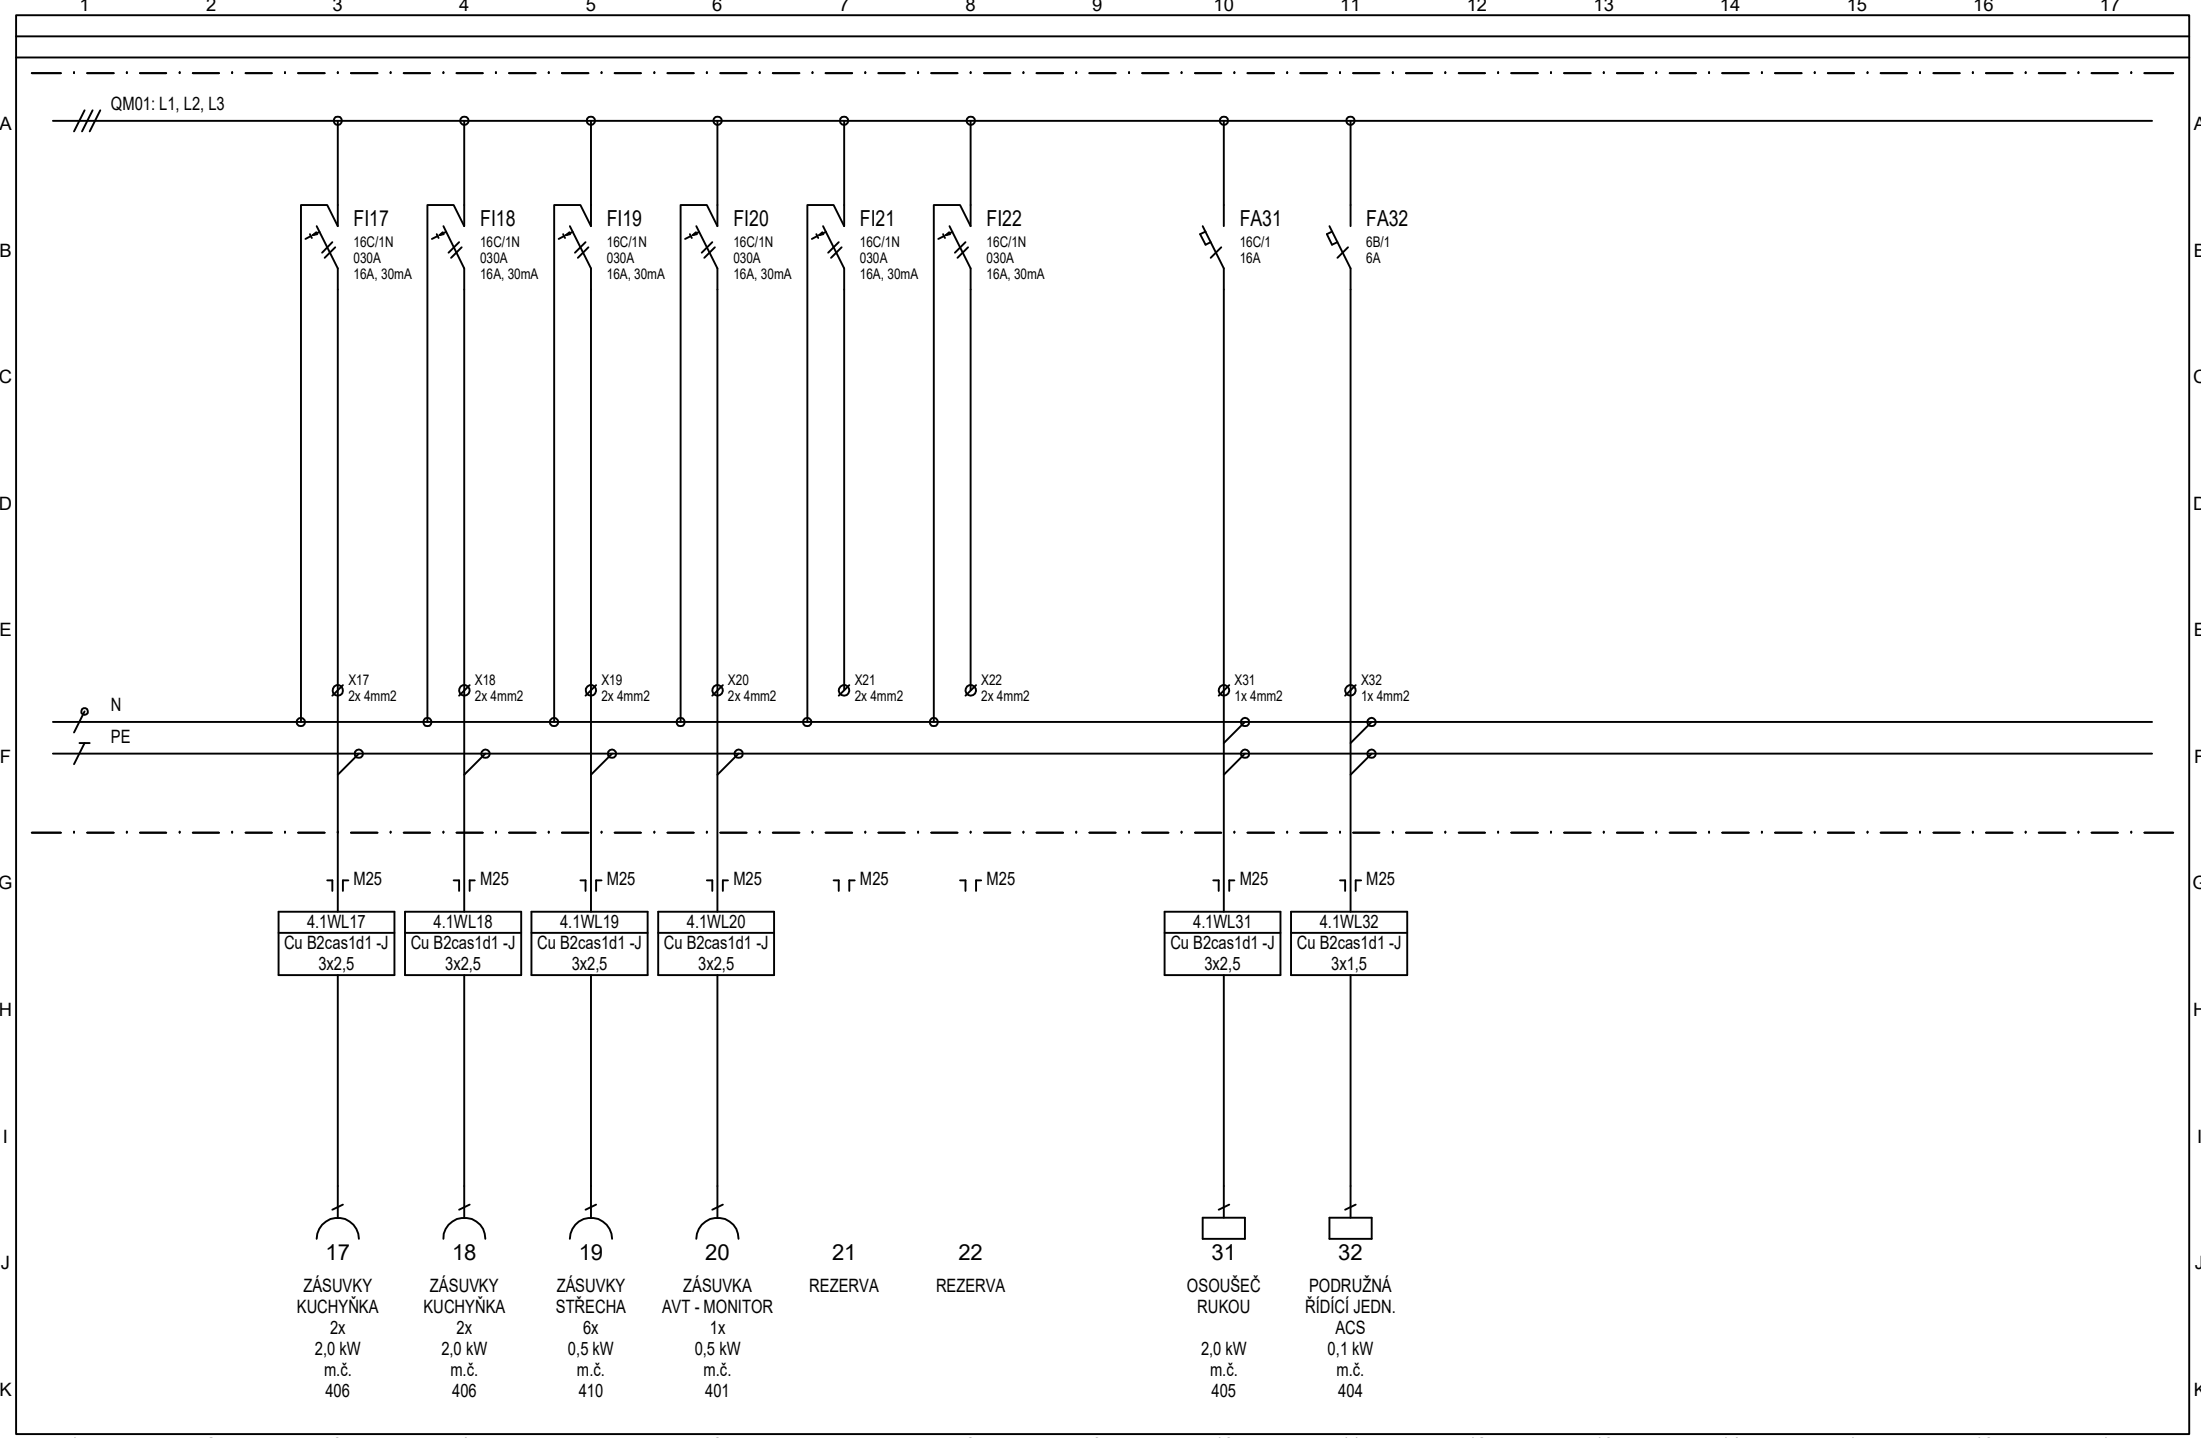 1 2 3 4 5 6 7 8 9 10 11 12 13 14 15 16 17
QM01: L1, L2, L3
A A
FI17 FI18 FI19 FI20 FI21 FI22 FA31 FA32
16C/1N 16C/1N 16C/1N 16C/1N 16C/1N 16C/1N 16C/1 6B/1
B B
030A 030A 030A 030A 030A 030A 16A 6A
16A, 30mA 16A, 30mA 16A, 30mA 16A, 30mA 16A, 30mA 16A, 30mA
C C
D D
E E
X17 X18 X19 X20 X21 X22 X31 X32
2x 4mm2 2x 4mm2 2x 4mm2 2x 4mm2 2x 4mm2 2x 4mm2 1x 4mm2 1x 4mm2
N
PE
F F
G G
M25 M25 M25 M25 M25 M25 M25 M25
4.1WL17 4.1WL18 4.1WL19 4.1WL20 4.1WL31 4.1WL32
Cu B2cas1d1 -J Cu B2cas1d1 -J Cu B2cas1d1 -J Cu B2cas1d1 -J Cu B2cas1d1 -J Cu B2cas1d1 -J
3x2,5 3x2,5 3x2,5 3x2,5 3x2,5 3x1,5
H H
I I
17 18 19 20 21 22 31 32
J J
ZÁSUVKY ZÁSUVKY ZÁSUVKY ZÁSUVKA REZERVA REZERVA OSOUŠEČ PODRUŽNÁ
KUCHYŇKA KUCHYŇKA STŘECHA AVT - MONITOR RUKOU ŘÍDÍCÍ JEDN.
2x 2x 6x 1x ACS
2,0 kW 2,0 kW 0,5 kW 0,5 kW 2,0 kW 0,1 kW
m.č. m.č. m.č. m.č. m.č. m.č.
K K
406 406 410 401 405 404